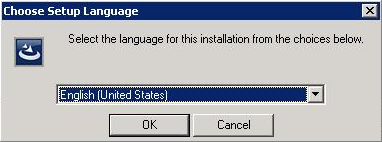 Choose Setup Language
Select the language for this installation from the choices below.
English (United States)
OK
Cancel